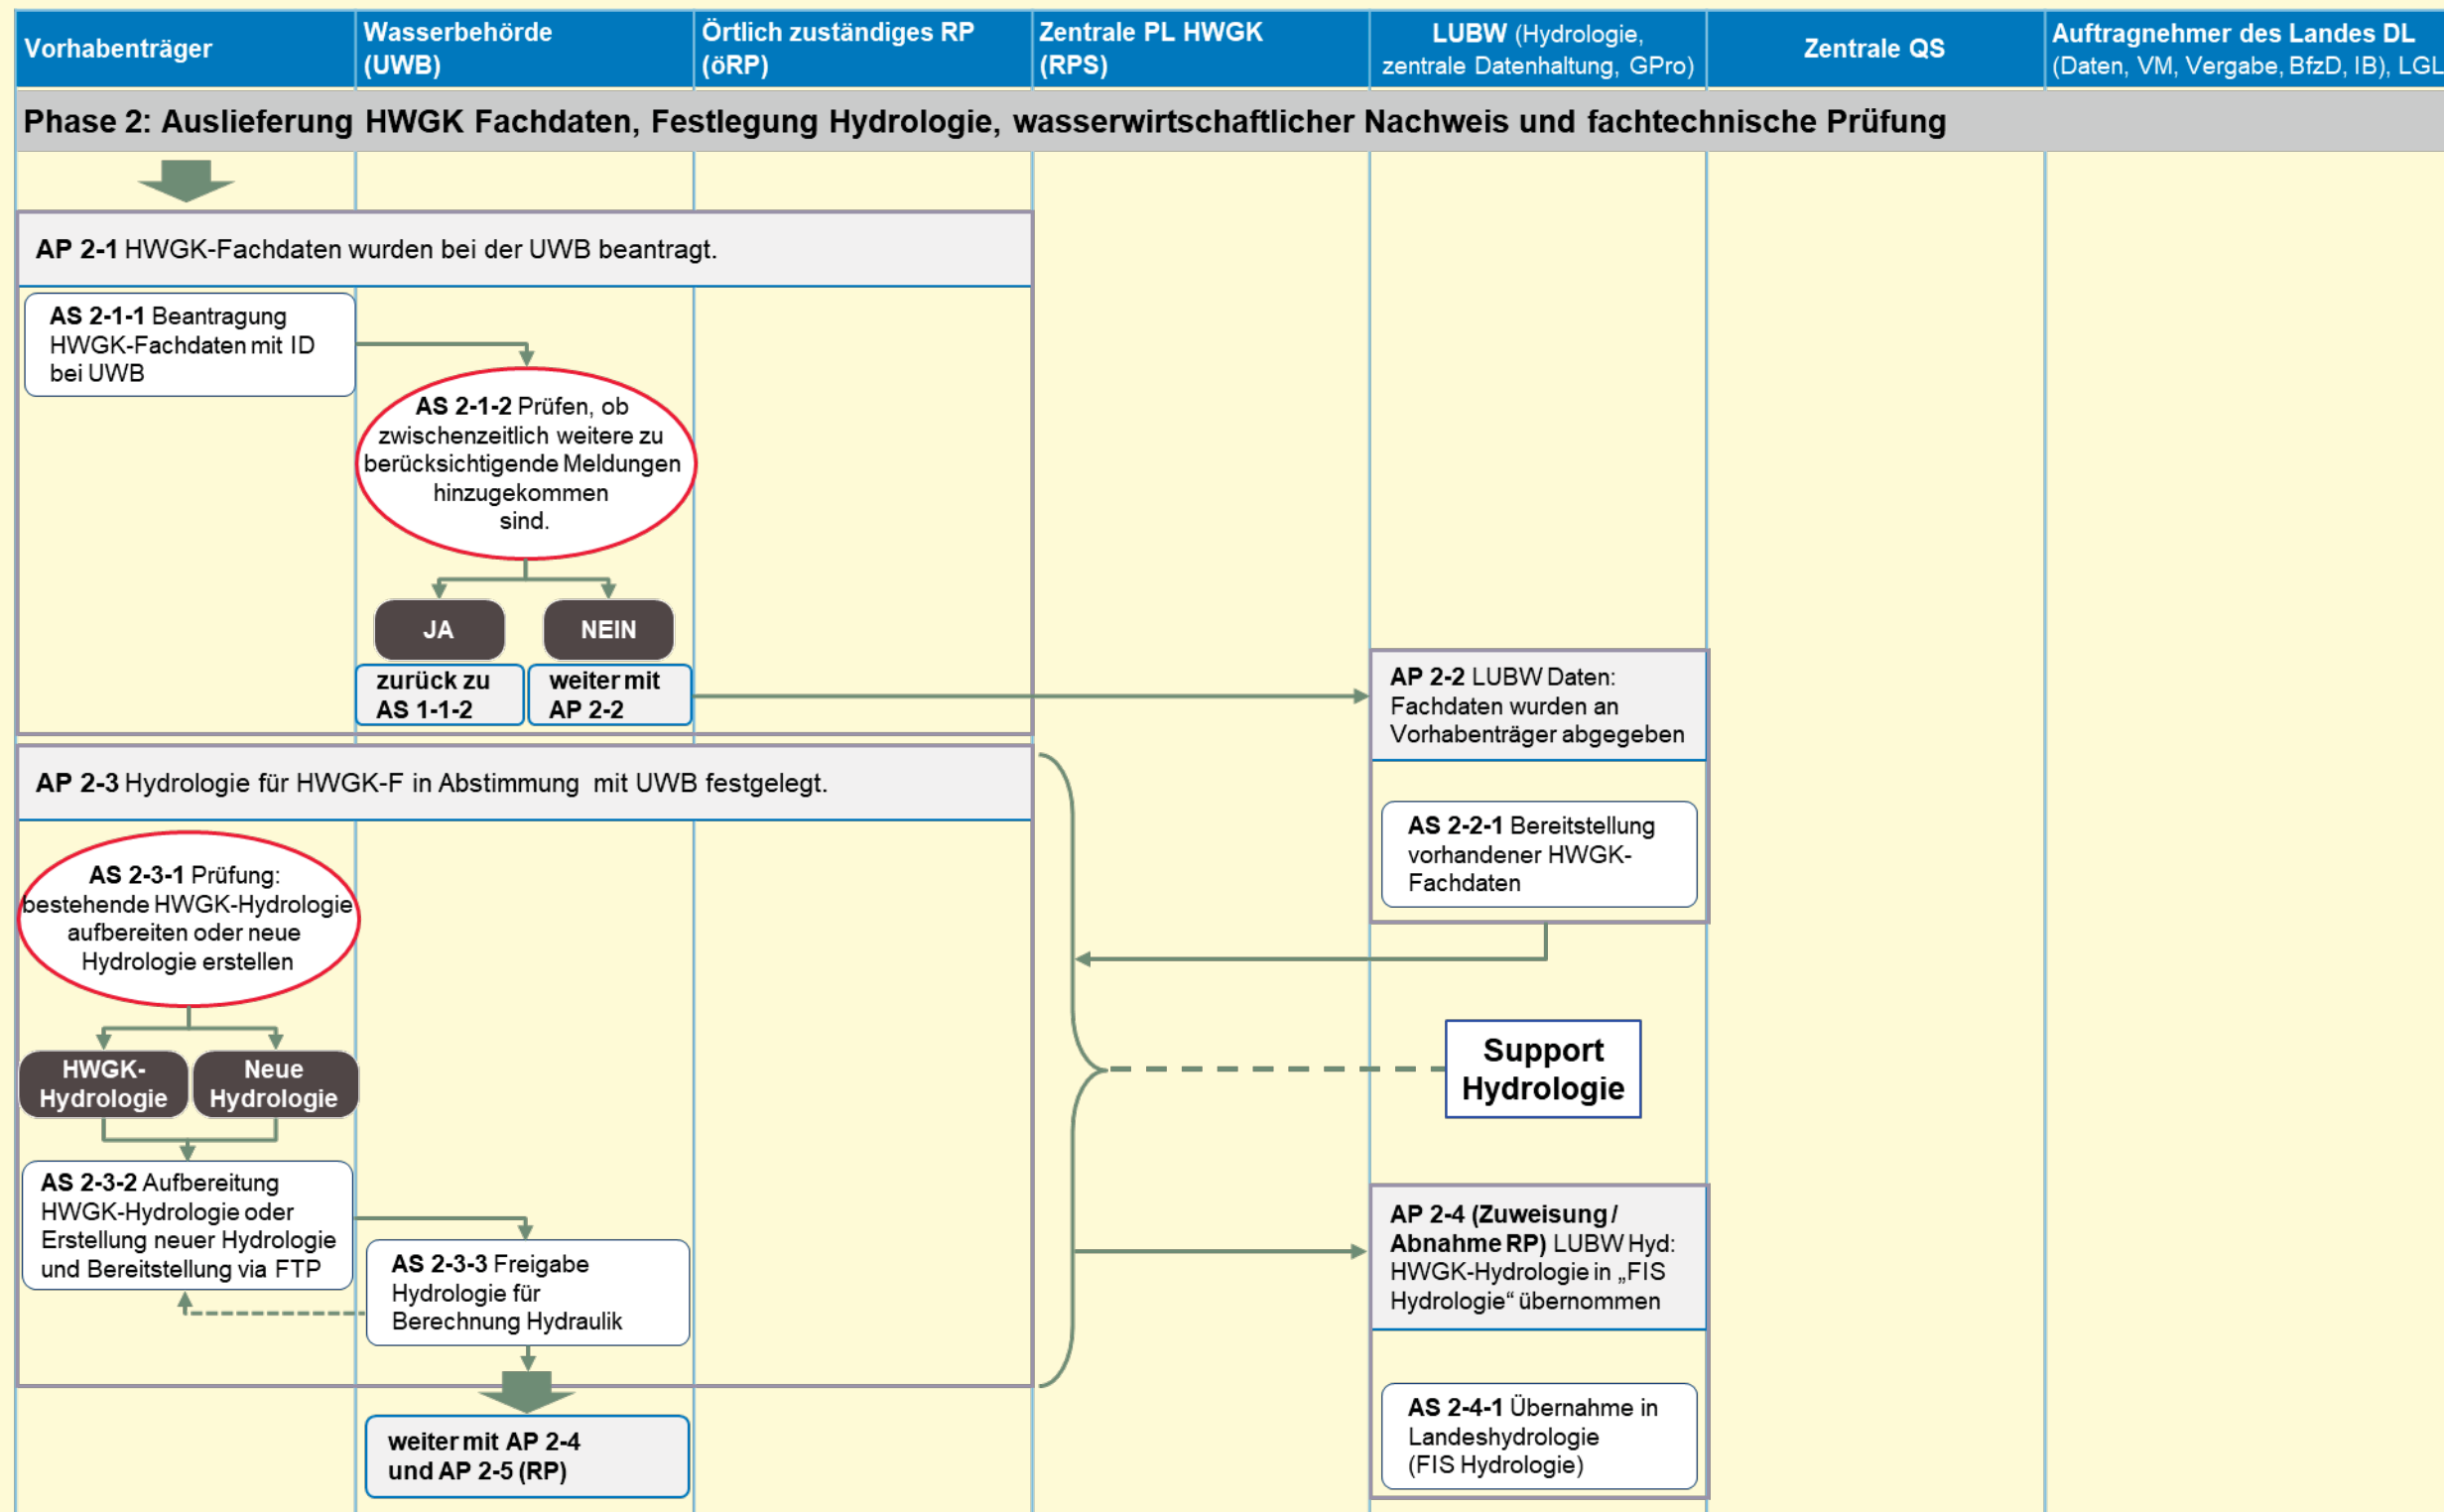 Vorhabenträger
Wasserbehörde
(UWB)
Örtlich zuständiges RP
(öRP)
Zentrale PL HWGK
(RPS)
LUBW (Hydrologie,
zentrale Datenhaltung, GPro)
Zentrale QS
Auftragnehmer des Landes DL
(Daten, VM, Vergabe, BfzD, IB), LGL
Phase 2: Auslieferung HWGK Fachdaten, Festlegung Hydrologie, wasserwirtschaftlicher Nachweis und fachtechnische Prüfung
AP 2-1 HWGK-Fachdaten wurden bei der UWB beantragt.
AS 2-1-1 Beantragung
HWGK-Fachdaten mit ID
bei UWB
AS 2-1-2 Prüfen, ob
zwischenzeitlich weitere zu
berücksichtigende Meldungen
hinzugekommen
sind.
JA
NEIN
zurück zu
AS 1-1-2
weiter mit
AP 2-2
AP 2-2 LUBW Daten:
Fachdaten wurden an
Vorhabenträger abgegeben
AS 2-2-1 Bereitstellung
vorhandener HWGK-
Fachdaten
AP 2-3 Hydrologie für HWGK-F in Abstimmung mit UWB festgelegt.
AS 2-3-1 Prüfung:
bestehende HWGK-Hydrologie
aufbereiten oder neue
Hydrologie erstellen
HWGK-
Hydrologie
Neue
Hydrologie
Support
Hydrologie
AS 2-3-2 Aufbereitung
HWGK-Hydrologie oder
Erstellung neuer Hydrologie
und Bereitstellung via FTP
AS 2-3-3 Freigabe
Hydrologie für
Berechnung Hydraulik
weiter mit AP 2-4
und AP 2-5 (RP)
AP 2-4 (Zuweisung /
Abnahme RP) LUBW Hyd:
HWGK-Hydrologie in „FIS
Hydrologie“ übernommen
AS 2-4-1 Übernahme in
Landeshydrologie
(FIS Hydrologie)